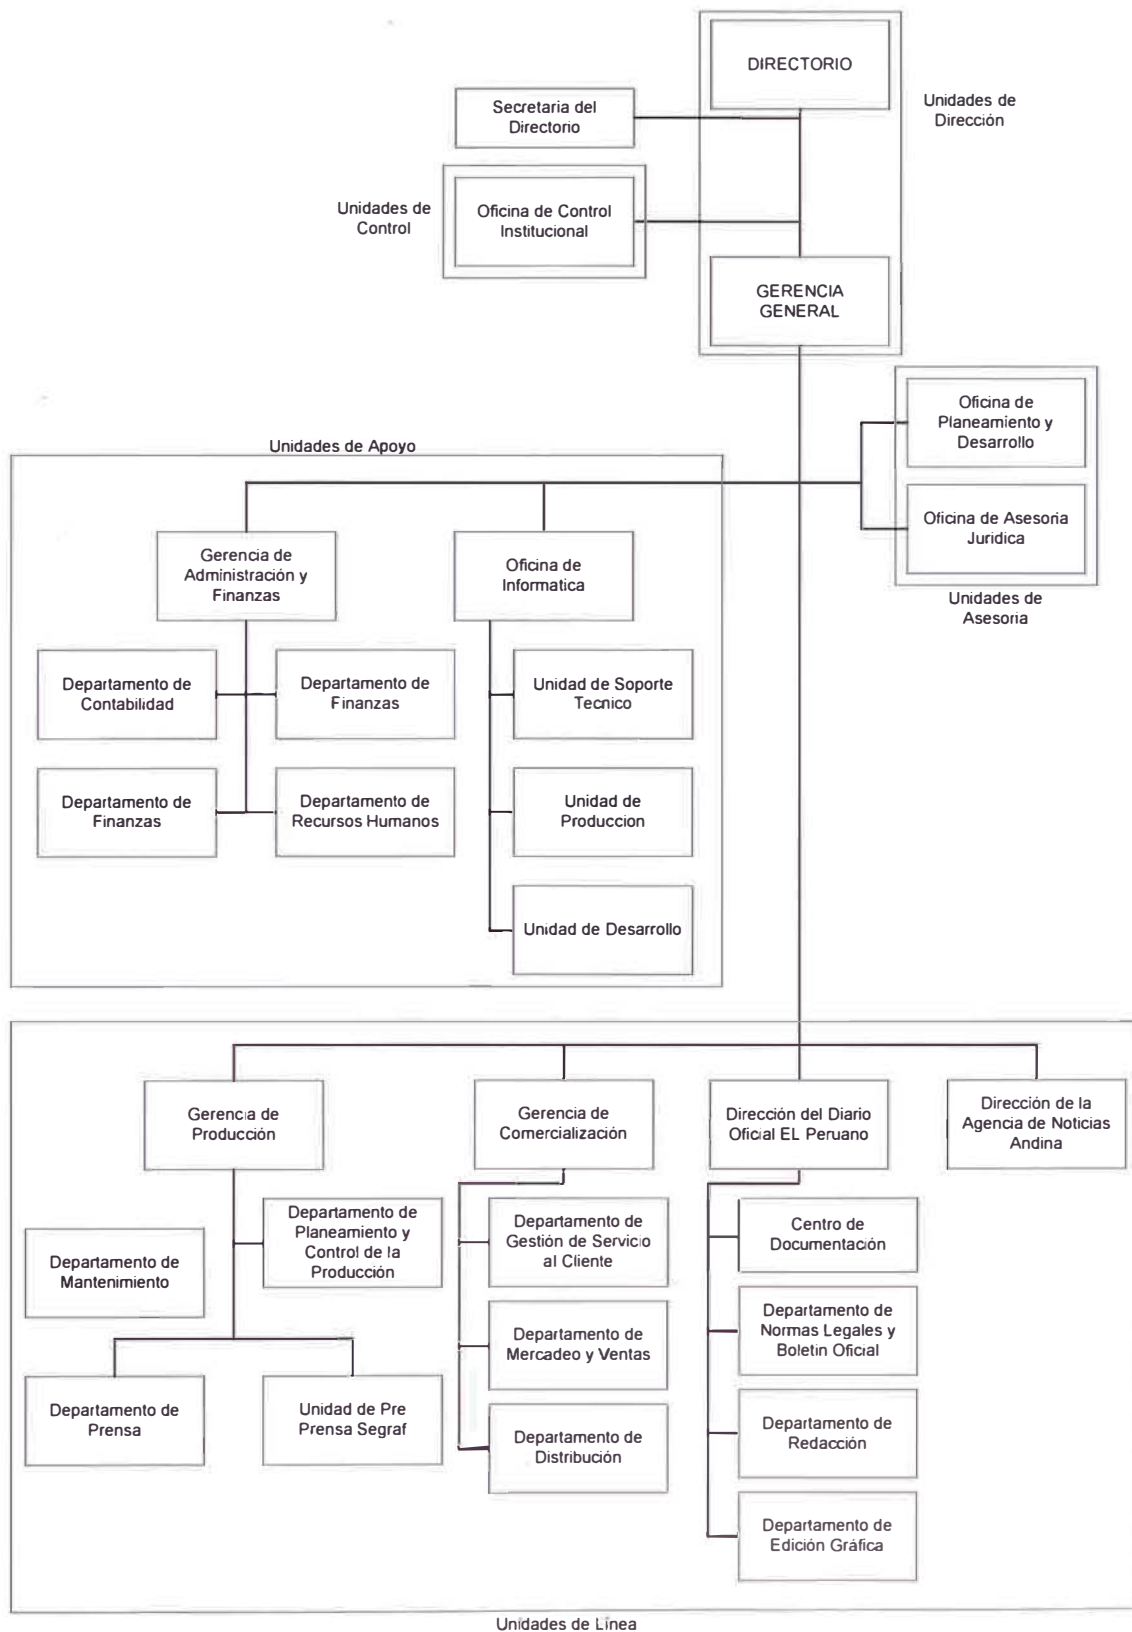 DIRECTORIO
Unidades de
Dirección
Secretaria del
Directorio
Unidades de
Control
Oficina de Control
Institucional
GERENCIA
GENERAL
Oficina de
Planeamiento y
Desarrollo
Oficina de Asesoria
Juridica
Unidades de
Asesoria
Unidades de Apoyo
Gerencia de
Administración y
Finanzas
Oficina de
Informatica
Departamento de
Contabilidad
Departamento de
Finanzas
Unidad de Soporte
Tecnico
Departamento de
Finanzas
Departamento de
Recursos Humanos
Unidad de
Produccion
Unidad de Desarrollo
Gerencia de
Producción
Gerencia de
Comercialización
Dirección del Diario
Oficial EL Peruano
Dirección de la
Agencia de Noticias
Andina
Departamento de
Mantenimiento
Departamento de
Planeamiento y
Control de la
Producción
Departamento de
Gestión de Servicio
al Cliente
Centro de
Documentación
Departamento de
Mercadeo y Ventas
Departamento de
Normas Legales y
Boletin Oficial
Departamento de
Prensa
Unidad de Pre
Prensa Segraf
Departamento de
Distribución
Departamento de
Redacción
Departamento de
Edición Gráfica
Unidades de Línea